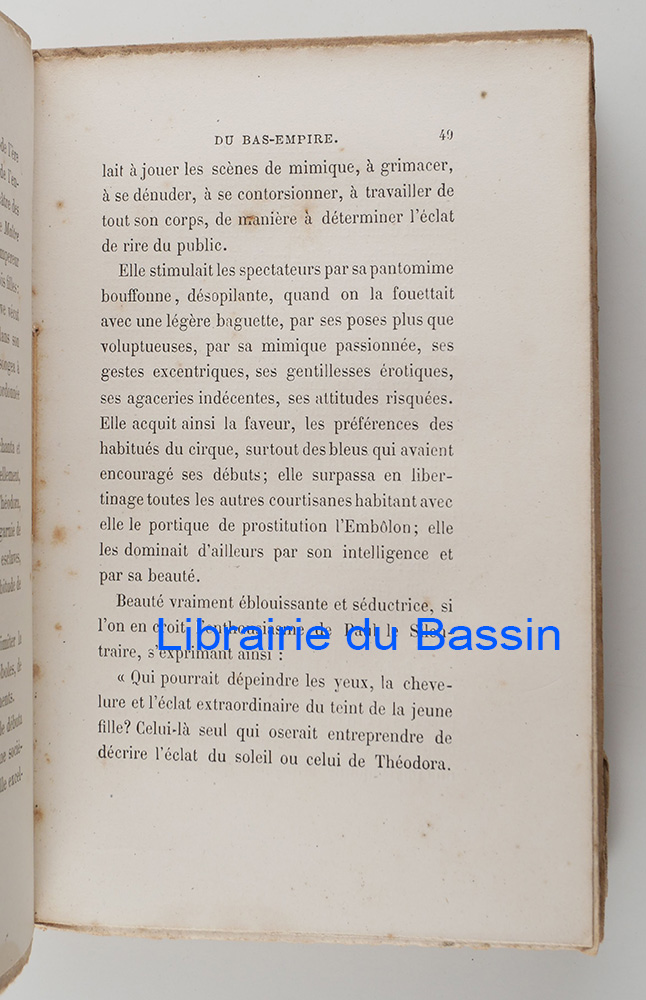 DU BAS-EMPIRE.
49
lait à jouer les scènes de mimique, à grimacer,
à se dénuder, à se contorsionner, à travailler de
tout son corps, de manière à déterminer l'éclat
de rire du public.
Elle stimulait les spectateurs par sa pantomime
bouffonne, désopilante, quand on la fouettait
avec une légère baguette, par ses poses plus que
voluptueuses, par sa mimique passionnée, ses
gestes excentriques, ses gentillesses érotiques,
ses agaceries indécentes, ses attitudes risquées.
Elle acquit ainsi la faveur, les préférences des
habitués du cirque, surtout des bleus qui avaient
encouragé ses débuts; elle surpassa en liber-
tinage toutes les autres courtisanes habitant avec
elle le portique de prostitution l'Embôlon; elle
les dominait d'ailleurs par son intelligence et
par sa beauté.
Beauté vraiment éblouissante et séductrice, si
l'on en croit l'enthousiasme de Paul le Silen-
traire, s'exprimant ainsi :
« Qui pourrait dépeindre les yeux, la cheve-
lure et l'éclat extraordinaire du teint de la jeune
fille? Celui-là seul qui oserait entreprendre de
décrire l'éclat du soleil ou celui de Théodora.
Librairie du Bassin